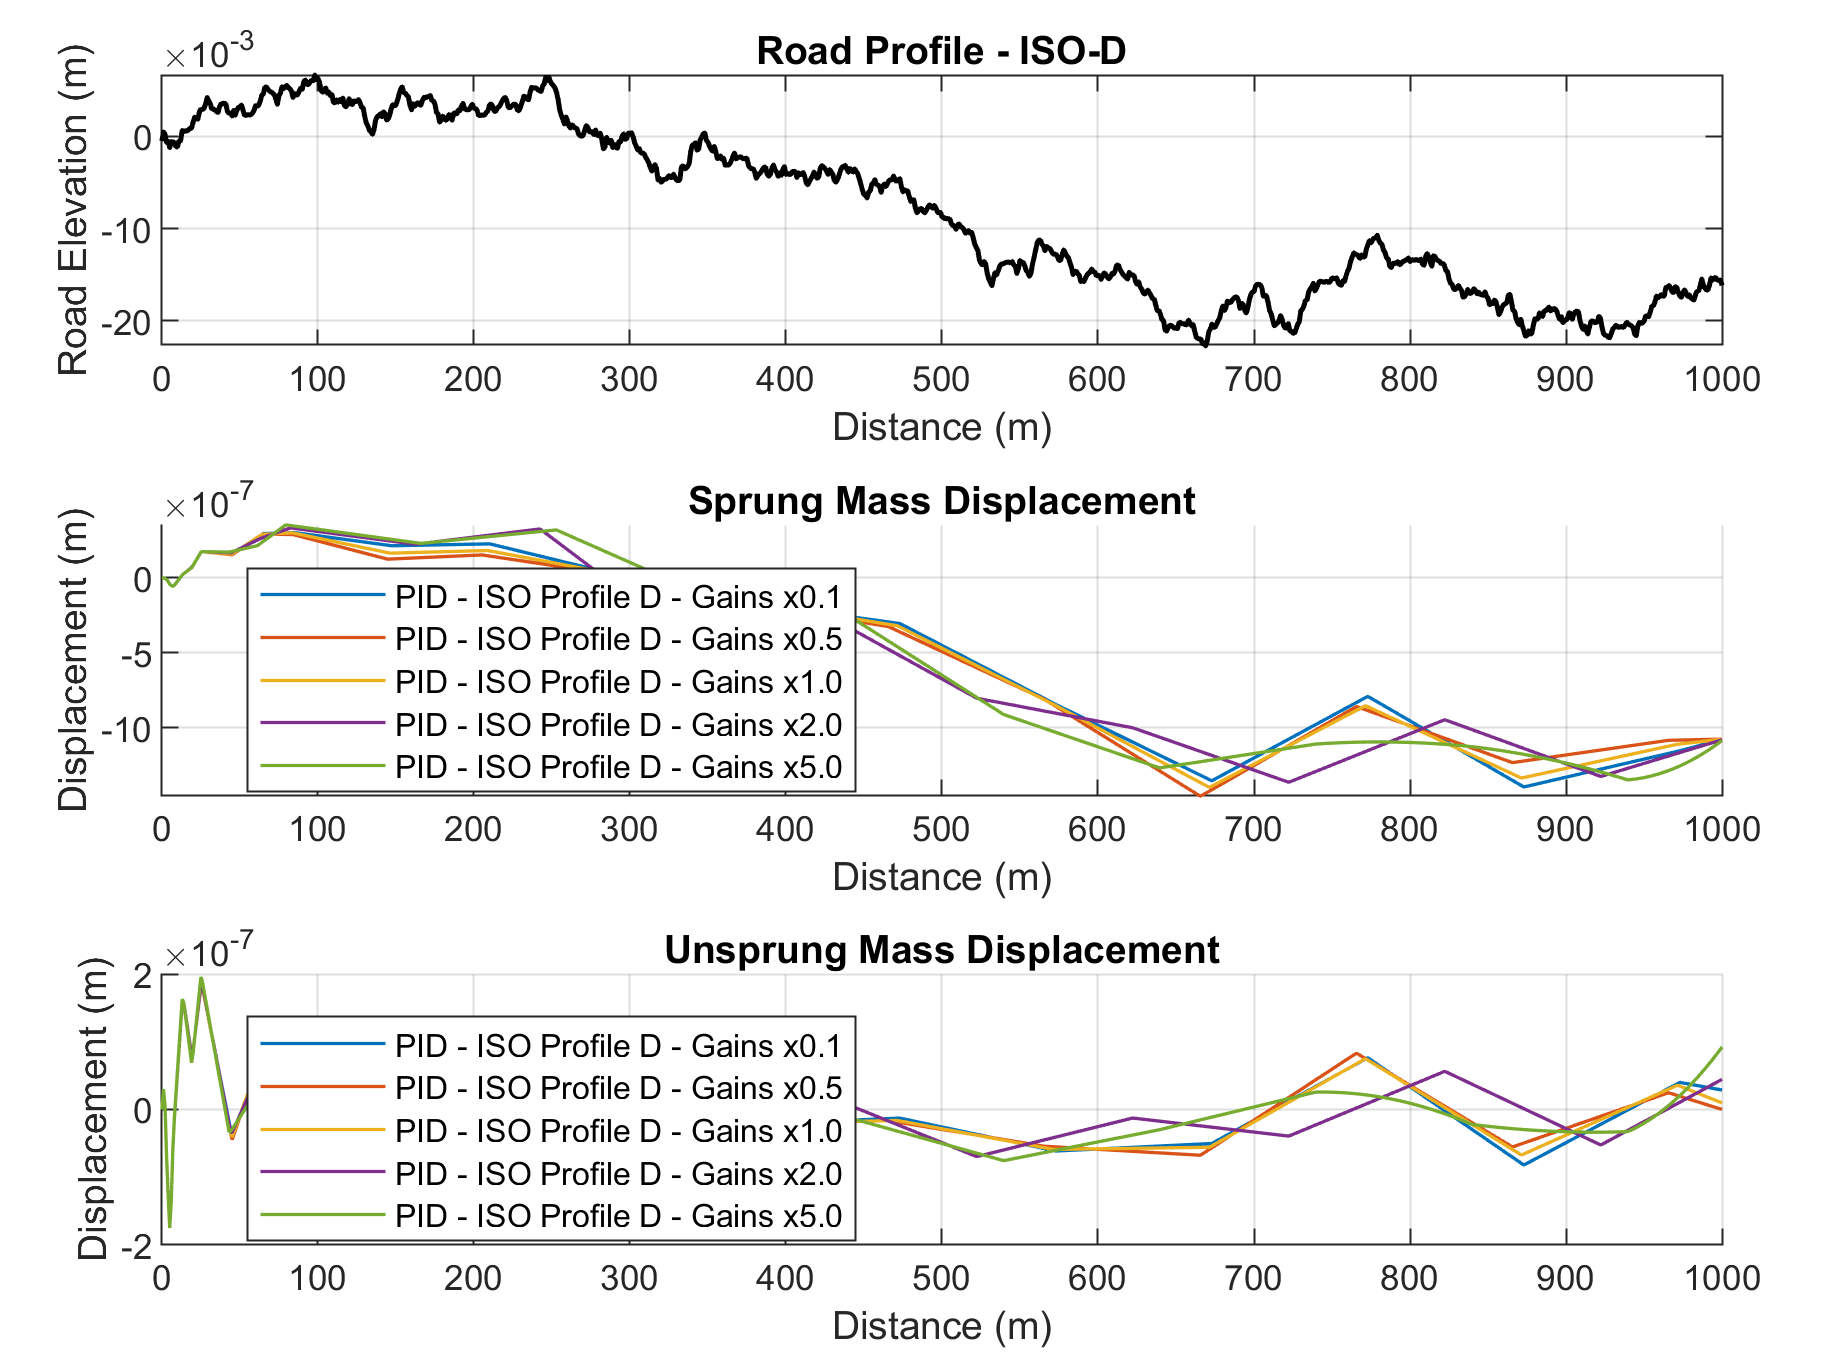 Road Profile - ISO-D
×10-3
Road Elevation (m)
0
-10
-20
0 100 200 300 400 500 600 700 800 900 1000
Distance (m)
Sprung Mass Displacement
×10-7
Displacement (m)
0
-5
-10
PID - ISO Profile D - Gains x0.1
PID - ISO Profile D - Gains x0.5
PID - ISO Profile D - Gains x1.0
PID - ISO Profile D - Gains x2.0
PID - ISO Profile D - Gains x5.0
0 100 200 300 400 500 600 700 800 900 1000
Distance (m)
Unsprung Mass Displacement
×10-7
Displacement (m)
2
0
-2
PID - ISO Profile D - Gains x0.1
PID - ISO Profile D - Gains x0.5
PID - ISO Profile D - Gains x1.0
PID - ISO Profile D - Gains x2.0
PID - ISO Profile D - Gains x5.0
0 100 200 300 400 500 600 700 800 900 1000
Distance (m)